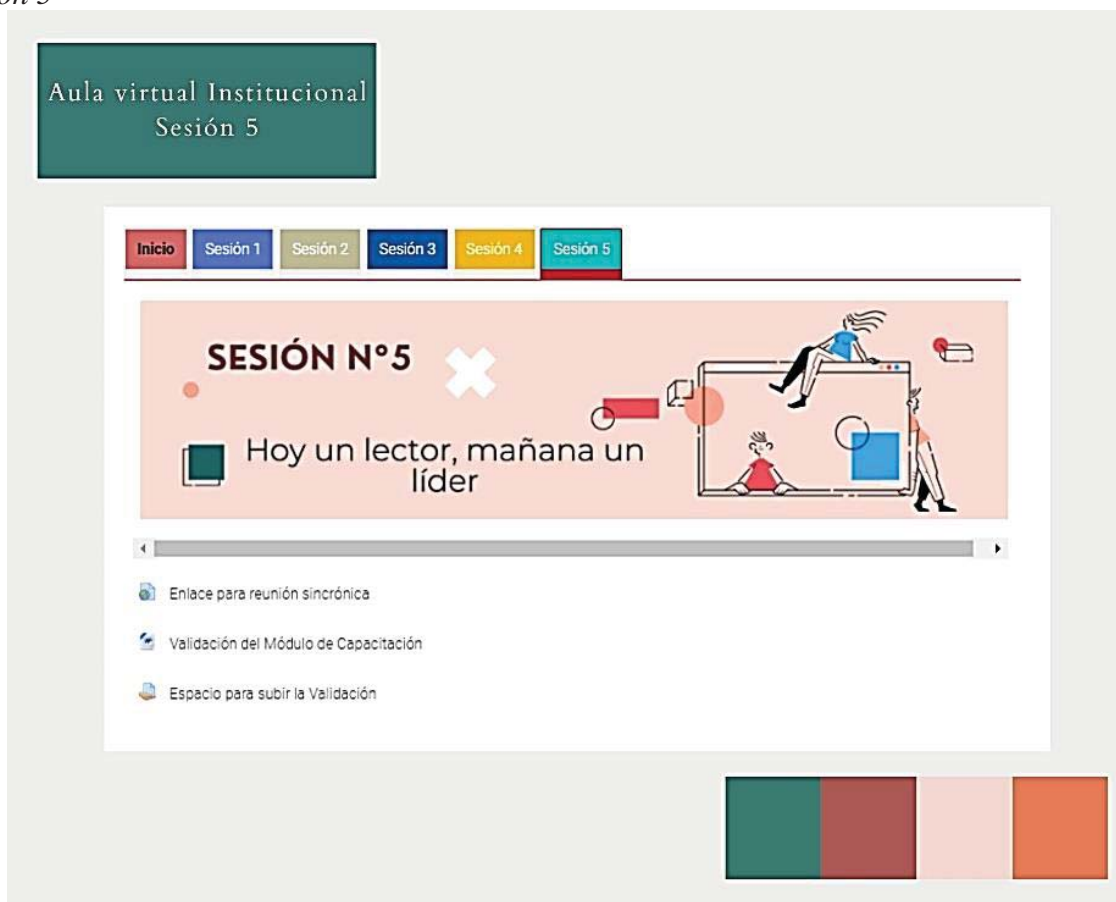 Aula virtual Institucional
Sesión 5
Inicio Sesión 1 Sesión 2 Sesión 3 Sesión 4 Sesión 5
SESIÓN N°5
Hoy un lector, mañana un
líder
Enlace para reunión sincrónica
Validación del Módulo de Capacitación
Espacio para subir la Validación